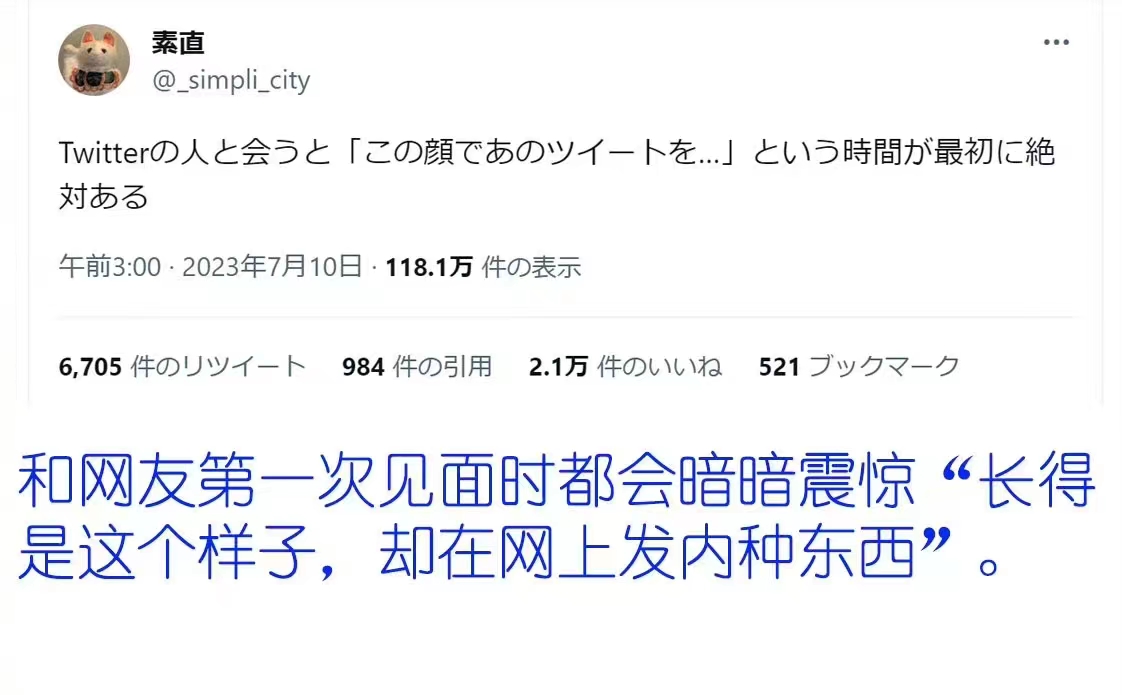 素直
@_simpli_city
Twitterの人と会うと「この顔であのツイートを...」という時間が最初に絶
対ある
午前3:00 · 2023年7月10日 · 118.1万 件の表示
6,705 件のリツイート 984 件の引用 2.1万 件のいいね 521 ブックマーク
和网友第一次见面时都会暗暗震惊“长得
是这个样子，却在网上发内种东西”。